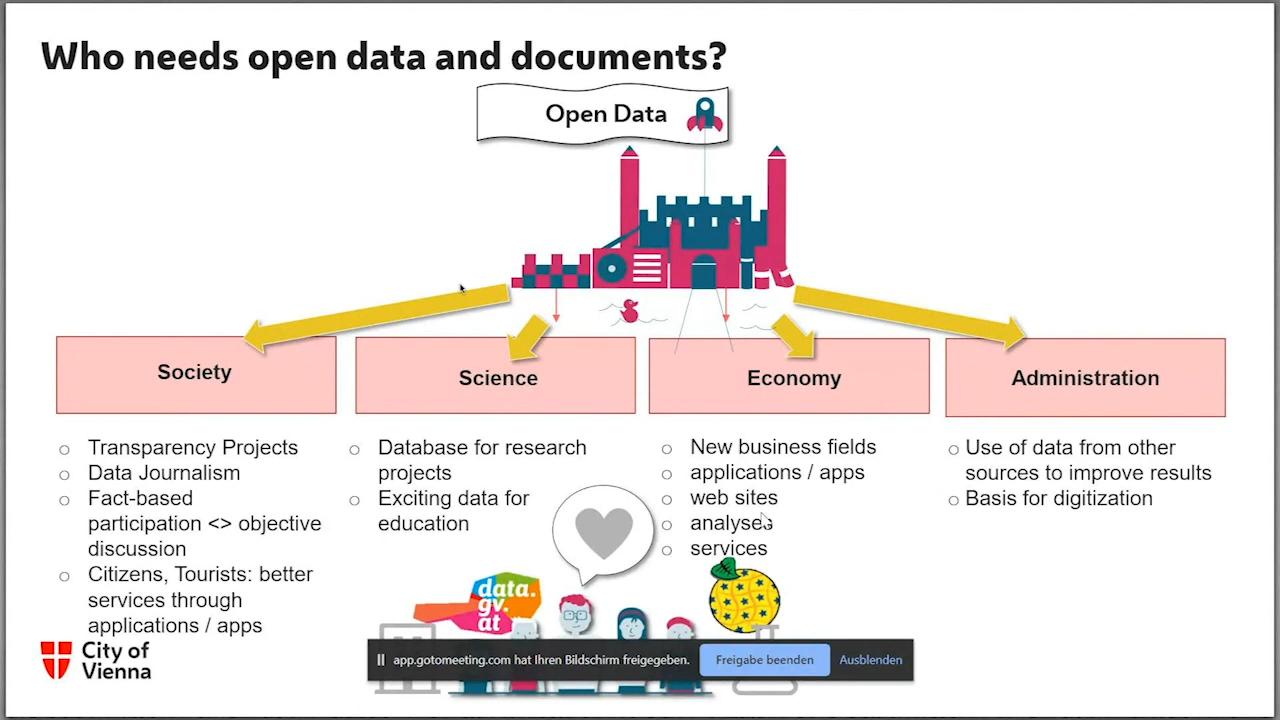 Who needs open data and documents?
Open Data
Society
Science
Economy
Administration
○ Transparency Projects
○ Data Journalism
○ Fact-based
participation <> objective
discussion
○ Citizens, Tourists: better
services through
applications / apps
○ Database for research
projects
○ Exciting data for
education
○ New business fields
○ applications / apps
○ web sites
○ analyses
○ services
○ Use of data from other
sources to improve results
○ Basis for digitization
data.
gv.
at
City of
Vienna
app.gotomeeting.com hat Ihren Bildschirm freigegeben.
Freigabe beenden
Ausblenden